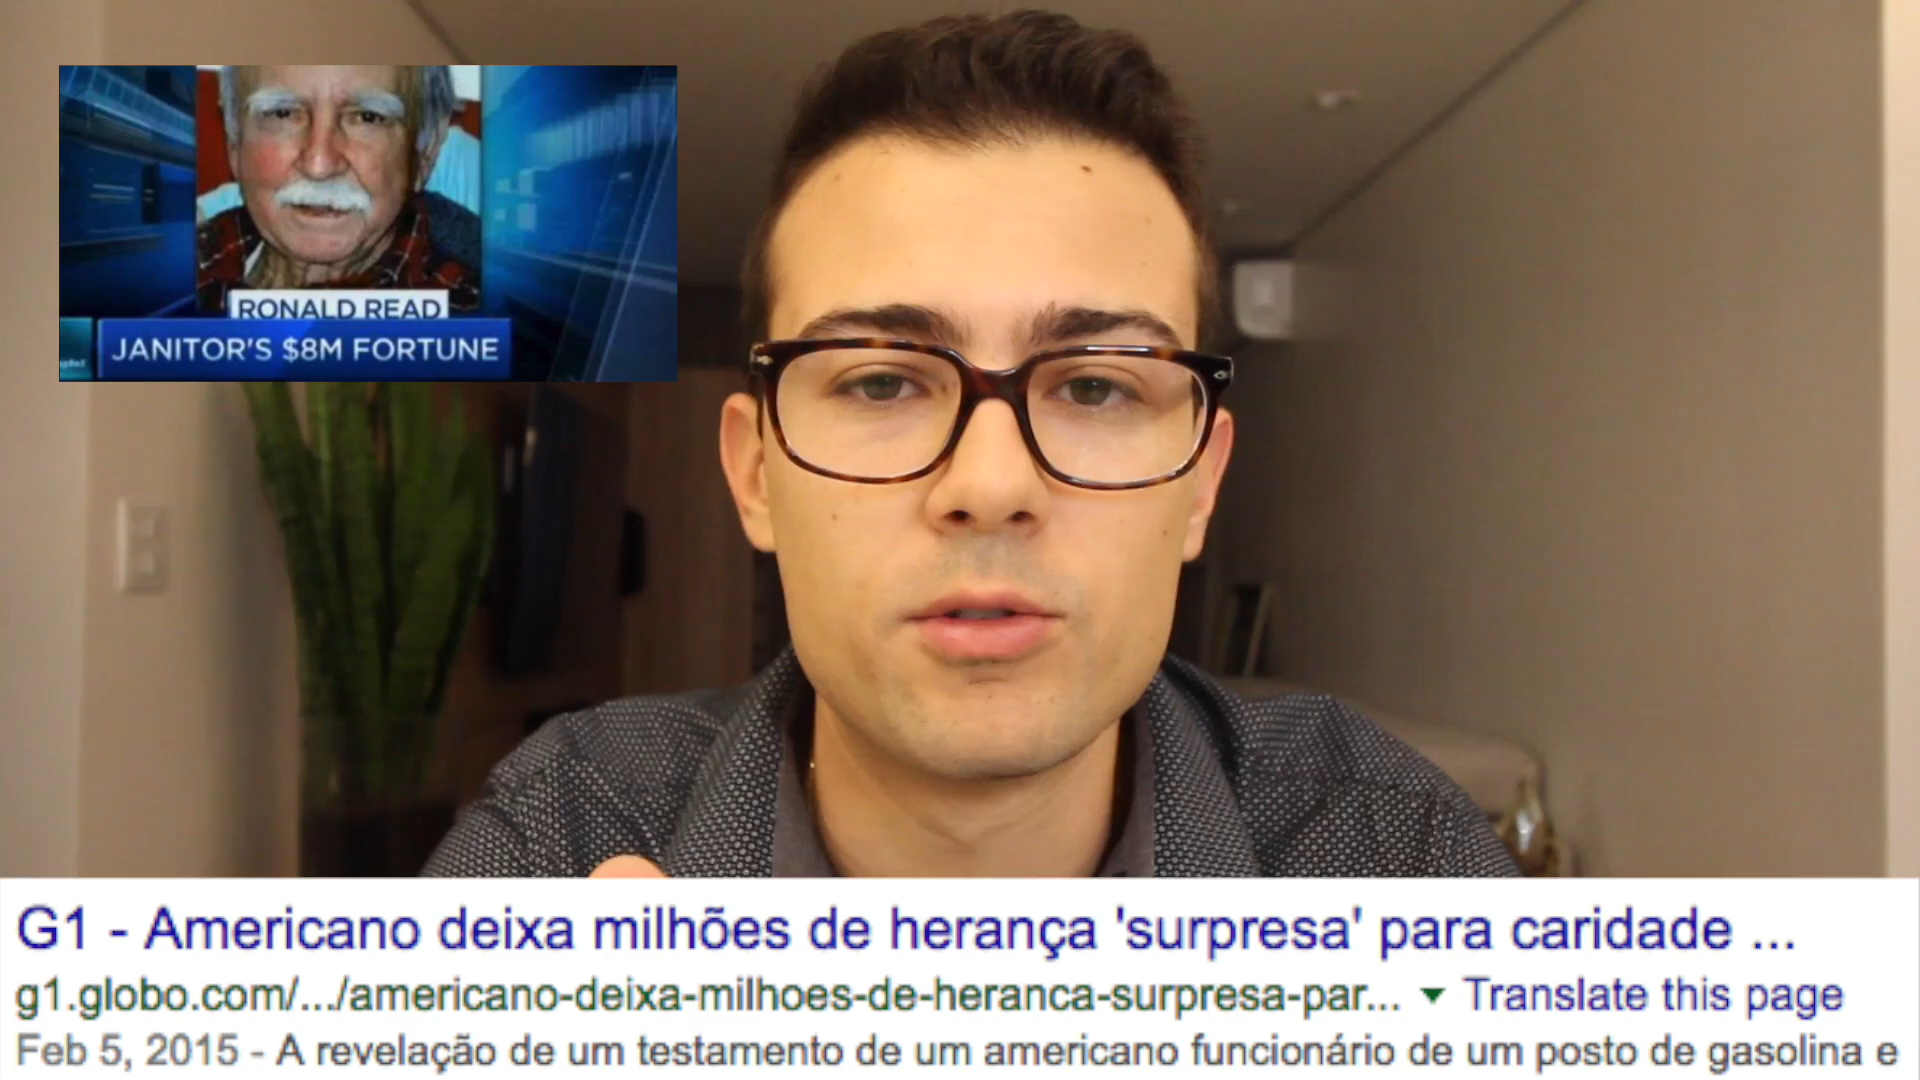 RONALD READ
JANITOR'S $8M FORTUNE
G1 - Americano deixa milhões de herança 'surpresa' para caridade ...
g1.globo.com/.../americano-deixa-milhoes-de-heranca-surpresa-par... ▼ Translate this page
Feb 5, 2015 - A revelação de um testamento de um americano funcionário de um posto de gasolina e